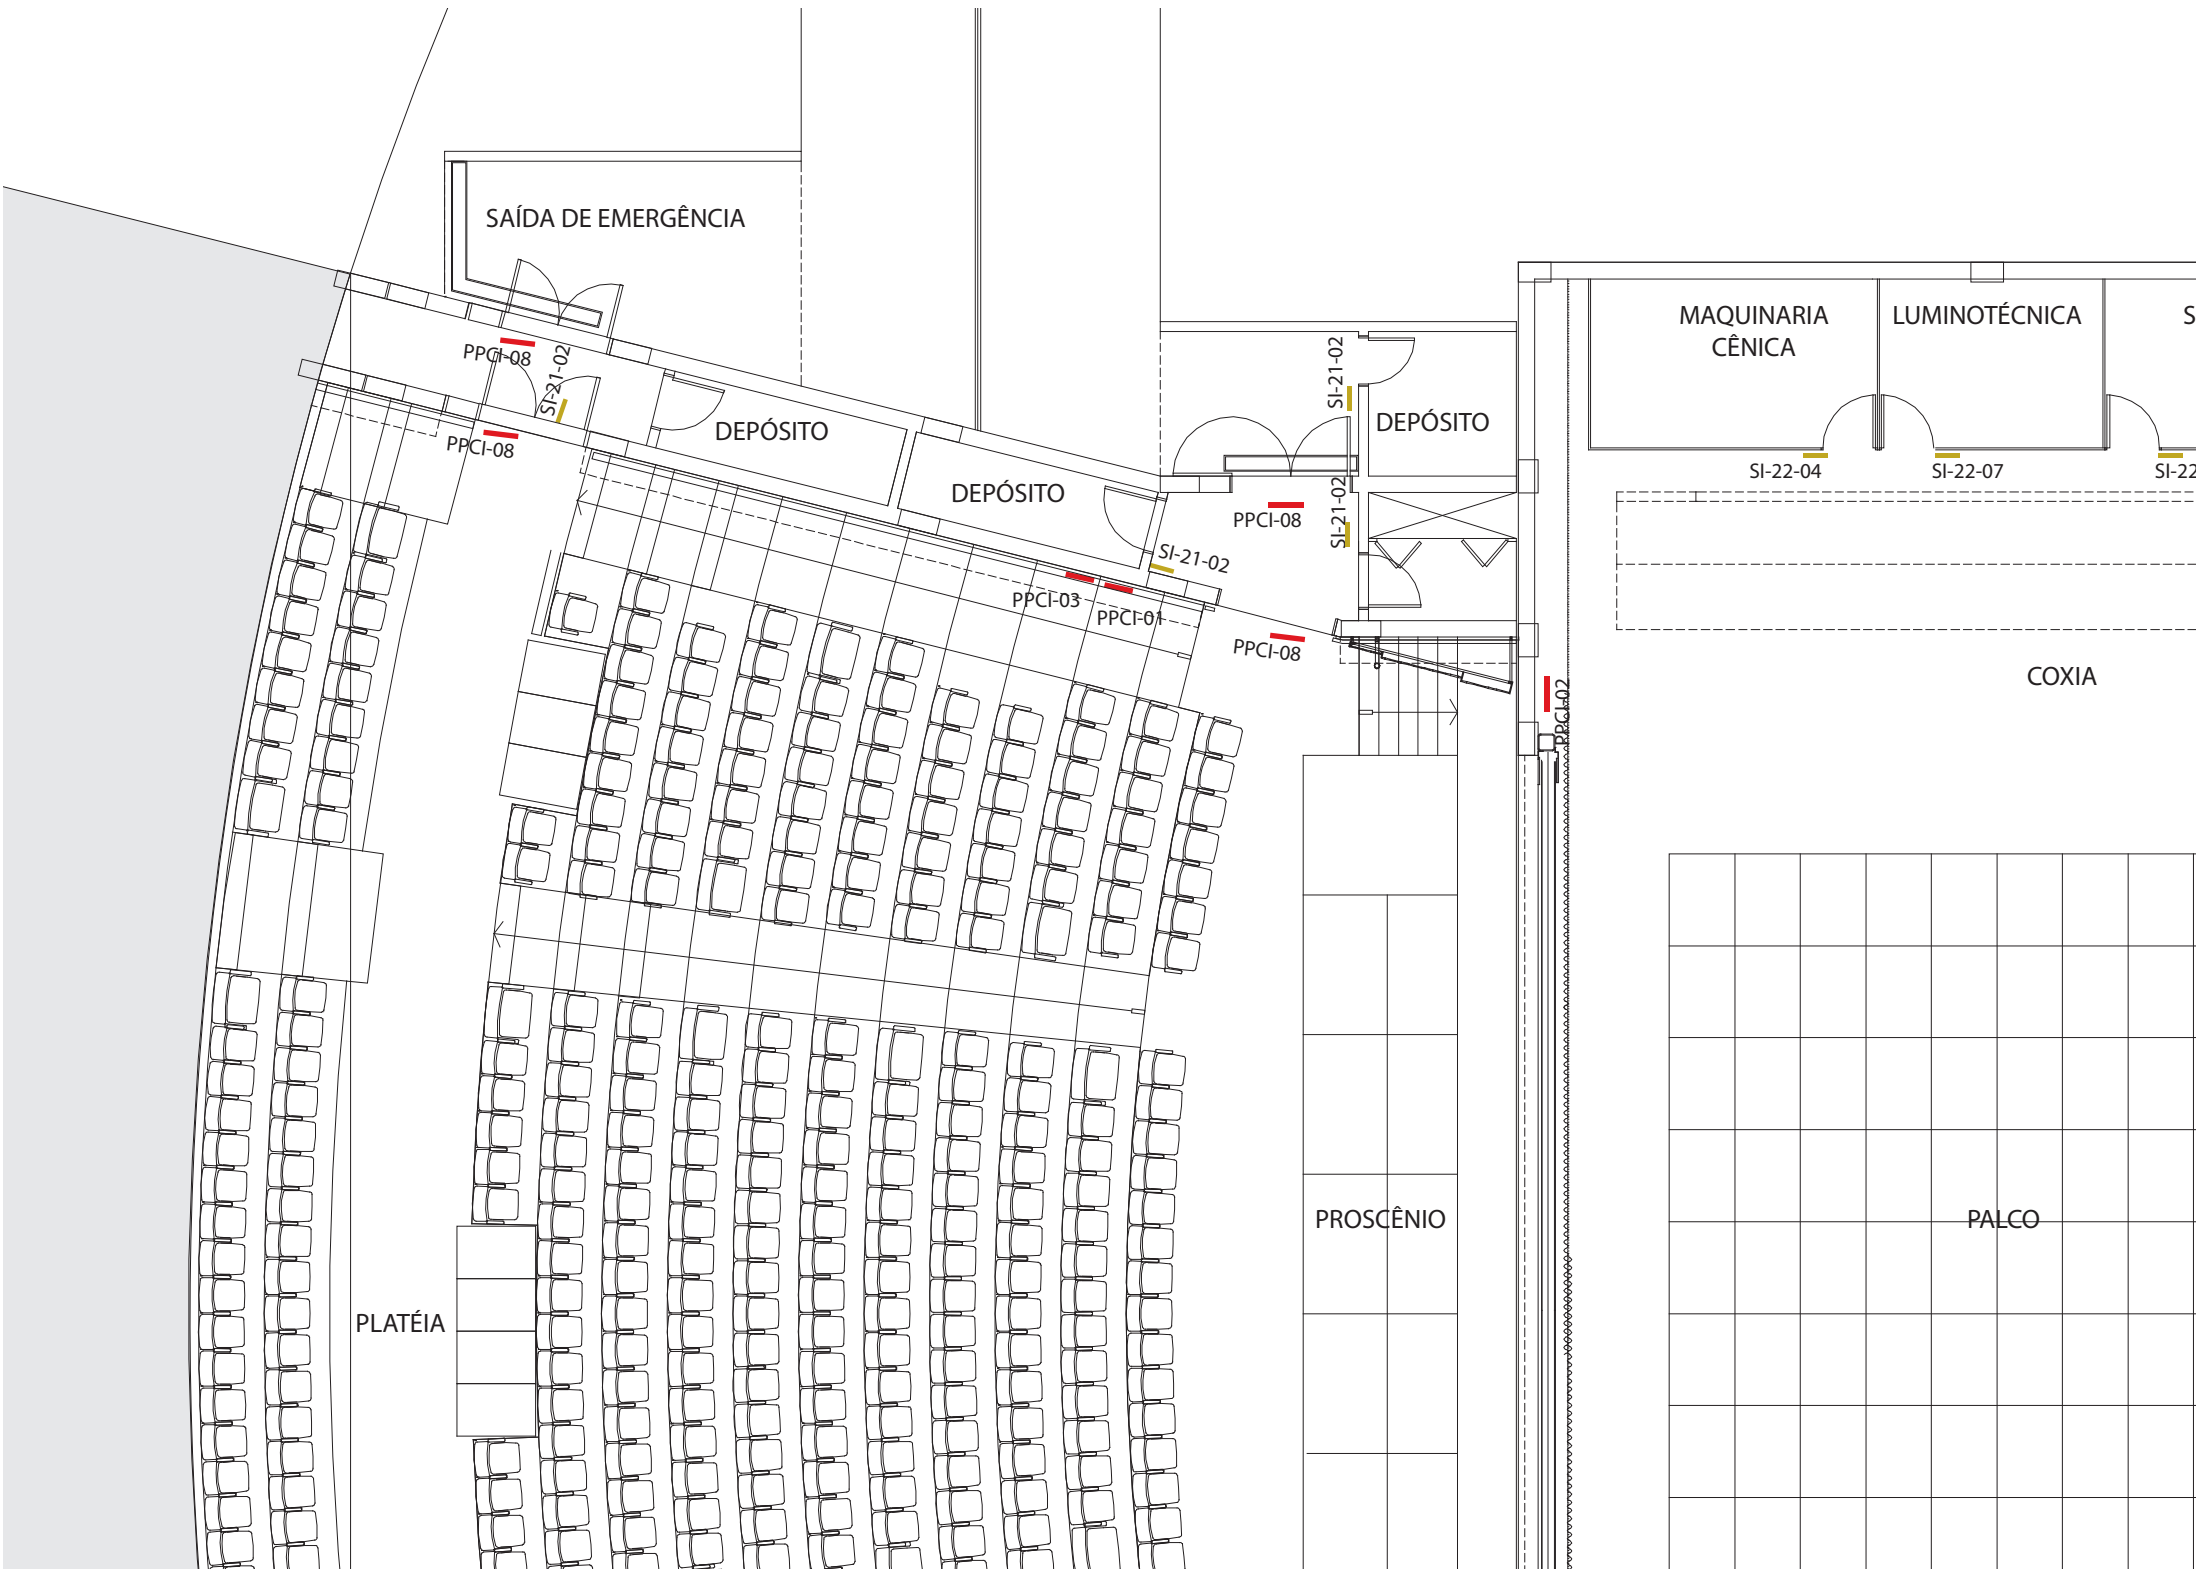 SAÍDA DE EMERGÊNCIA
MAQUINARIA
CÊNICA
LUMINOTÉCNICA
S
PPCI-08
SI-21-02
SI-21-02
DEPÓSITO
DEPÓSITO
PPCI-08
SI-22-04
SI-22-07
SI-22
DEPÓSITO
PPCI-08
SI-21-02
SI-21-02
PPCI-03
PPCI-01
PPCI-08
PPCI-02
COXIA
PROSCÊNIO
PALCO
PLATÉIA